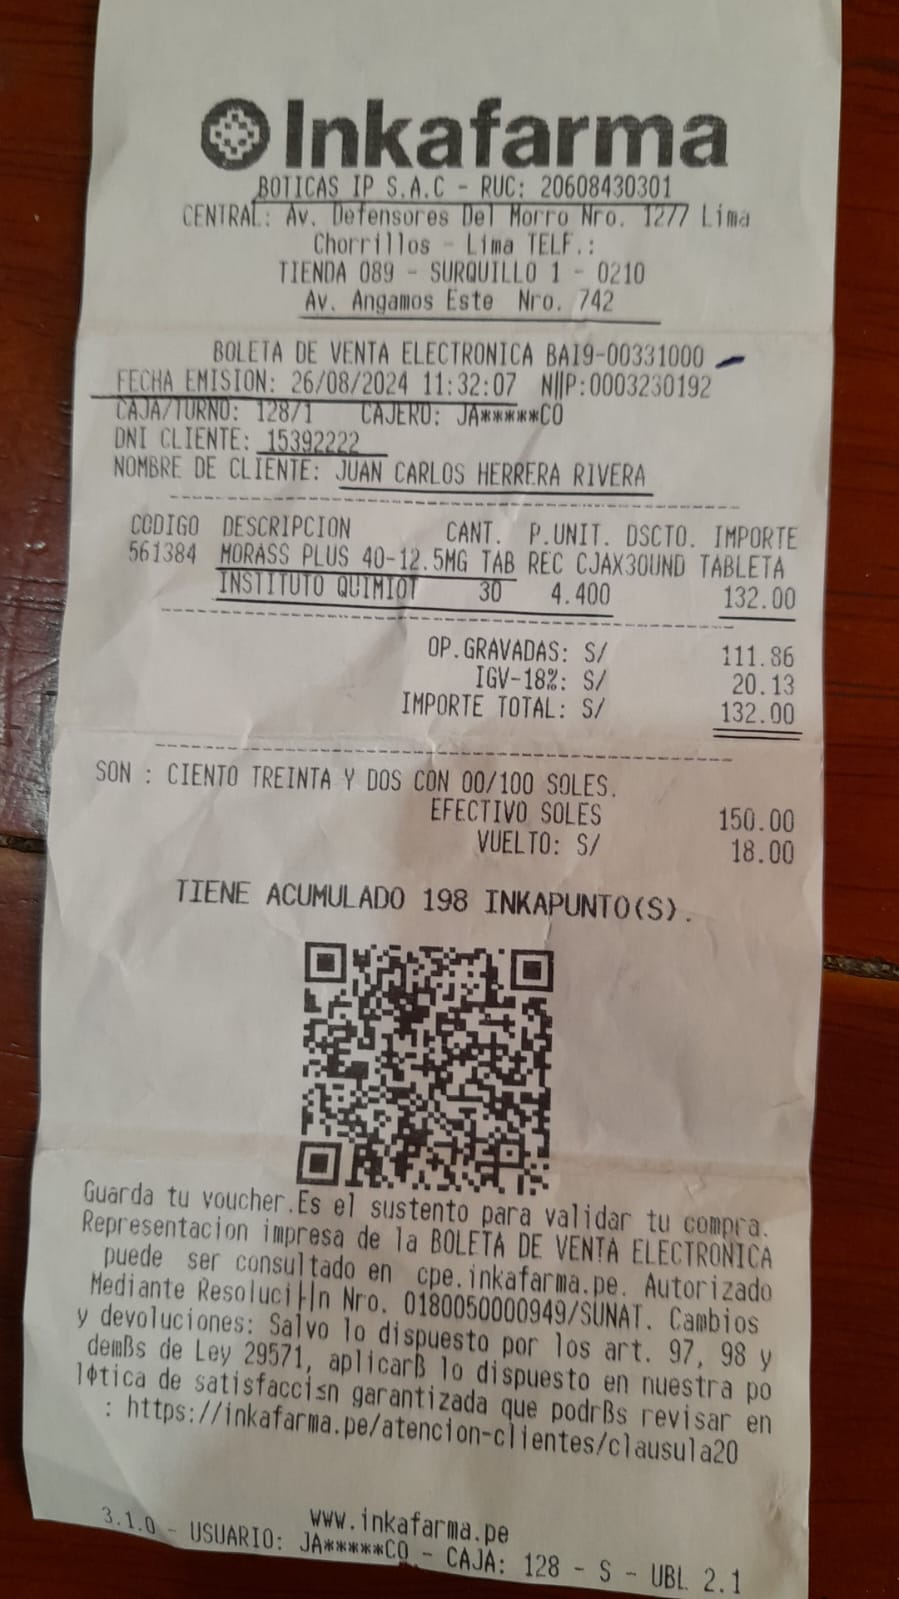 Inkafarma
BOTICAS IP S.A.C - RUC: 20608430301
CENTRAL: Av. Defensores Del Morro Nro. 1277 Lima
Chorrillos - Lima TELF.:
TIENDA 089 - SURQUILLO 1 - 0210
Av. Angamos Este Nro. 742
BOLETA DE VENTA ELECTRONICA BAI9-00331000
FECHA EMISION: 26/08/2024 11:32:07 N╢P:0003230192
CAJA/TURNO: 128/1 CAJERO: JA*****CO
DNI CLIENTE: 15392222
NOMBRE DE CLIENTE: JUAN CARLOS HERRERA RIVERA
CODIGO DESCRIPCION CANT. P.UNIT. DSCTO. IMPORTE
561384 MORASS PLUS 40-12.5MG TAB REC CJAX30UND TABLETA
INSTITUTO QUIMIOT 30 4.400 132.00
OP.GRAVADAS: S/ 111.86
IGV-18%: S/ 20.13
IMPORTE TOTAL: S/ 132.00
SON : CIENTO TREINTA Y DOS CON 00/100 SOLES.
EFECTIVO SOLES 150.00
VUELTO: S/ 18.00
TIENE ACUMULADO 198 INKAPUNTO(S).
Guarda tu voucher.Es el sustento para validar tu compra.
Representacion impresa de la BOLETA DE VENTA ELECTRONICA
puede ser consultado en cpe.inkafarma.pe. Autorizado
Mediante Resoluci├ln Nro. 0180050000949/SUNAT. Cambios
y devoluciones: Salvo lo dispuesto por los art. 97, 98 y
demßs de Ley 29571, aplicarß lo dispuesto en nuestra po
lφtica de satisfacci≤n garantizada que podrßs revisar en
: https://inkafarma.pe/atencion-clientes/clausula20
www.inkafarma.pe
3.1.0 - USUARIO: JA*****CO - CAJA: 128 - S - UBL 2.1